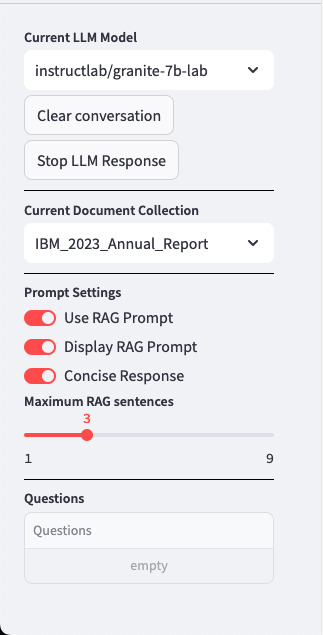 Current LLM Model
instructlab/granite-7b-lab
Clear conversation
Stop LLM Response
Current Document Collection
IBM_2023_Annual_Report
Prompt Settings
Use RAG Prompt
Display RAG Prompt
Concise Response
Maximum RAG sentences
3
1 9
Questions
Questions
empty